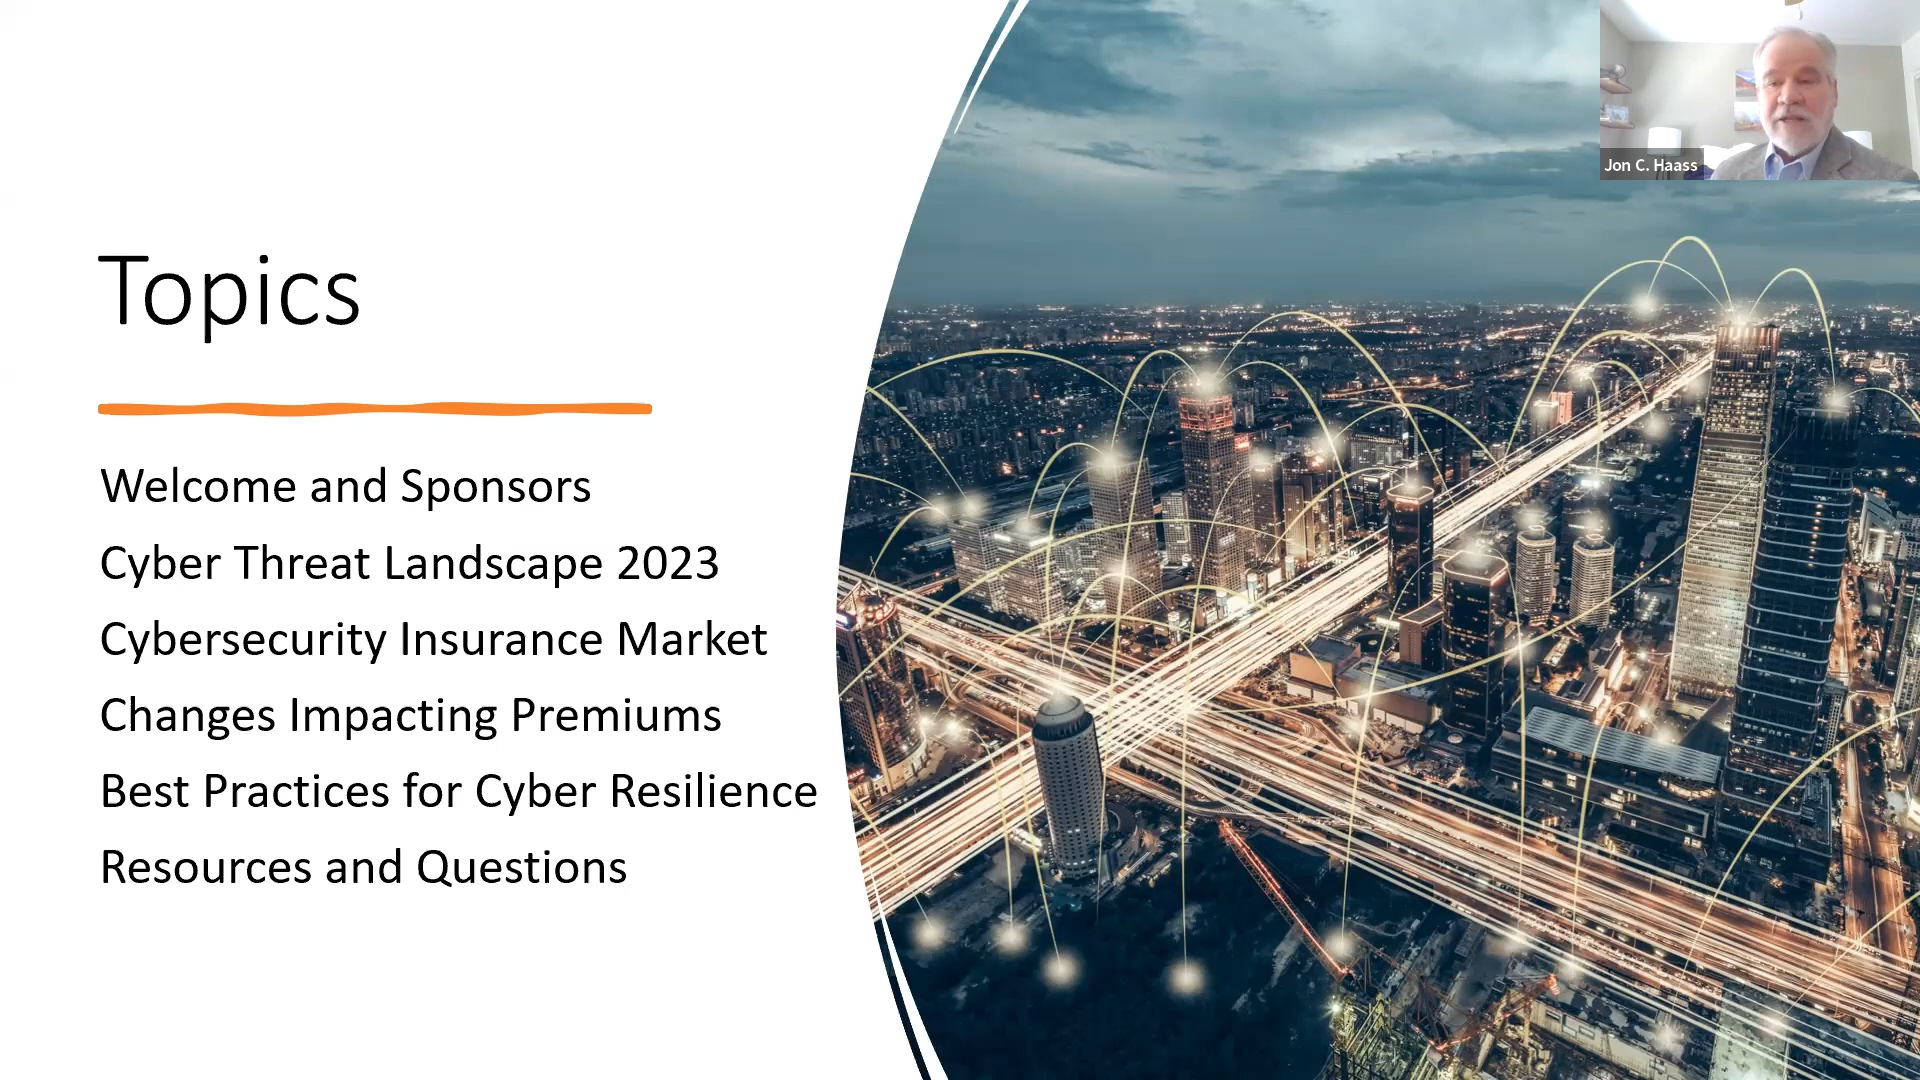 Jon C. Haass
Topics
Welcome and Sponsors
Cyber Threat Landscape 2023
Cybersecurity Insurance Market
Changes Impacting Premiums
Best Practices for Cyber Resilience
Resources and Questions